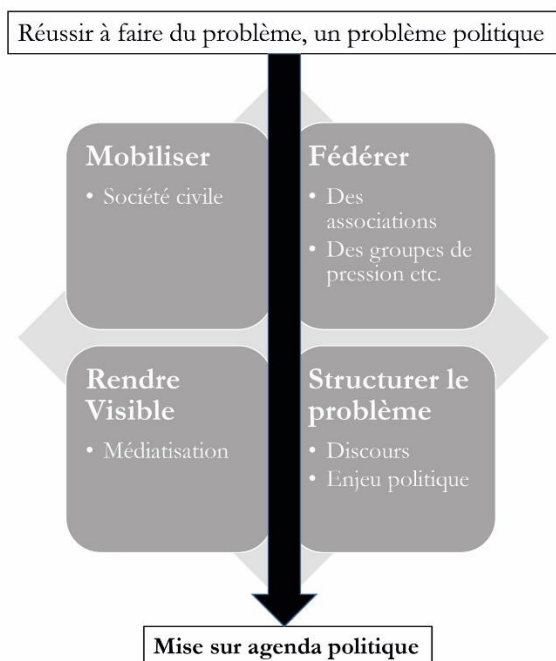 Réussir à faire du problème, un problème politique
Mobiliser
• Société civile
Fédérer
• Des
associations
• Des groupes de
pression etc.
Rendre
Visible
• Médiatisation
Structurer le
problème
• Discours
• Enjeu politique
Mise sur agenda politique